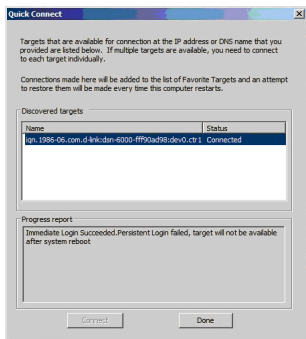 Quick Connect
Targets that are available for connection at the IP address or DNS name that you
provided are listed below. If multiple targets are available, you need to connect
to each target individually.
Connections made here will be added to the list of Favorite Targets and an attempt
to restore them will be made every time this computer restarts.
Discovered targets
Name Status
iqn.1986-06.com.d-link:dsn-6000-fff90ad98:dev0.ctr1 Connected
Progress report
Immediate Login Succeeded.Persistent Login failed, target will not be available
after system reboot
Connect Done